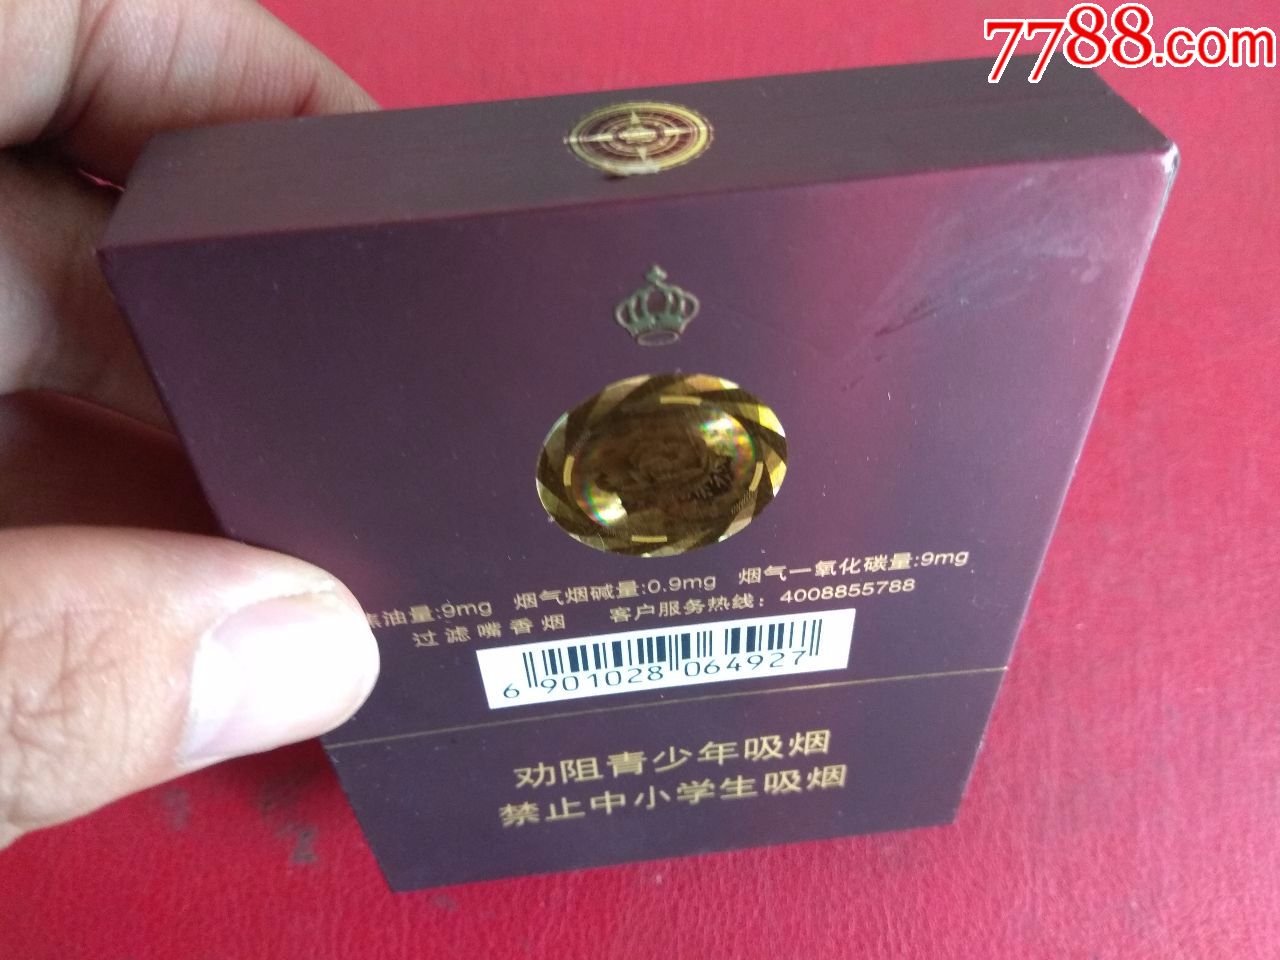 7788.com
焦油量:9mg 烟气烟碱量:0.9mg 烟气一氧化碳量:9mg
过滤嘴香烟 客户服务热线：4008855788
6 901028 064927
劝阻青少年吸烟
禁止中小学生吸烟